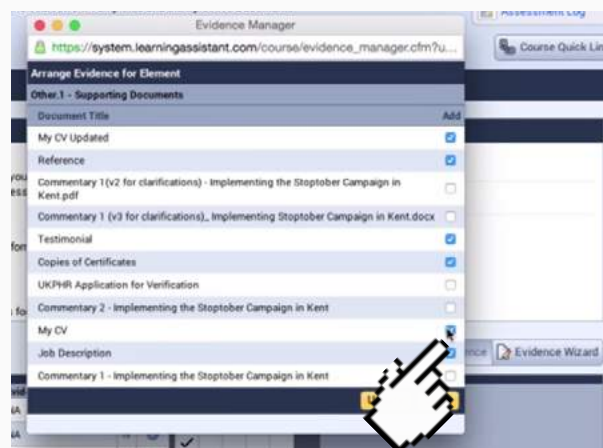 Evidence Manager
Assessment Log
https://system.learningassistant.com/course/evidence_manager.cfm?u...
Course Quick Lin
Arrange Evidence for Element
Other.1 - Supporting Documents
Document Title Add
My CV Updated
Reference
Commentary 1(v2 for clarifications) - Implementing the Stoptober Campaign in
Kent.pdf
Commentary 1 (v3 for clarifications)_ Implementing Stoptober Campaign in Kent.docx
Testimonial
Copies of Certificates
UKPHR Application for Verification
Commentary 2 - Implementing the Stoptober Campaign in Kent
My CV
Job Description
Evidence Wizard
Commentary 1 - Implementing the Stoptober Campaign in Kent